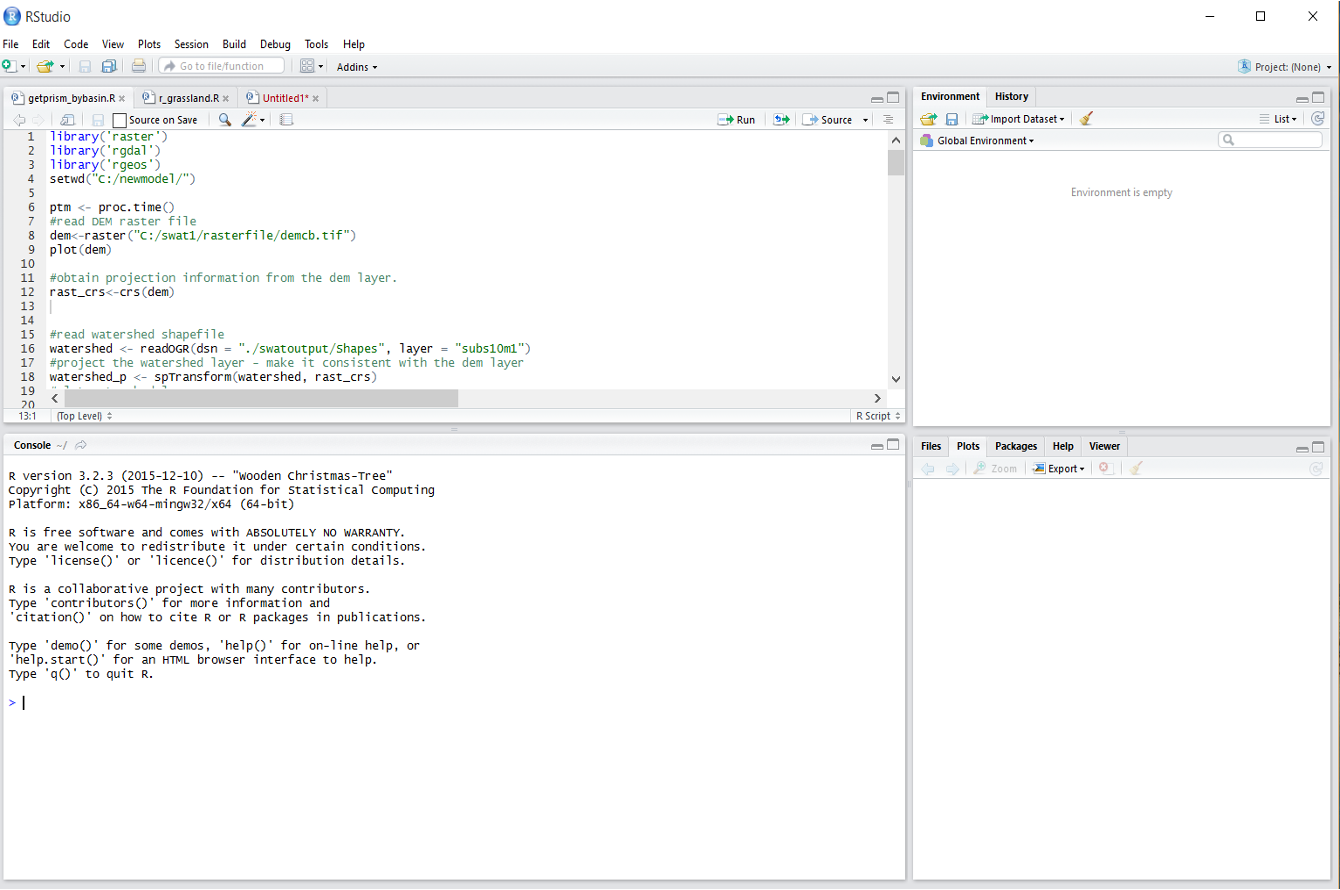 RStudio
File Edit Code View Plots Session Build Debug Tools Help
Go to file/function Addins Project: (None)
getprism_bybasin.R r_grassland.R Untitled1*
Source on Save Run Source
1 library('raster')
2 library('rgdal')
3 library('rgeos')
4 setwd("C:/newmodel/")
5
6 ptm <- proc.time()
7 #read DEM raster file
8 dem<-raster("C:/swat1/rasterfile/demcb.tif")
9 plot(dem)
10
11 #obtain projection information from the dem layer.
12 rast_crs<-crs(dem)
13
14
15 #read watershed shapefile
16 watershed <- readOGR(dsn = "./swatoutput/Shapes", layer = "subs10m1")
17 #project the watershed layer - make it consistent with the dem layer
18 watershed_p <- spTransform(watershed, rast_crs)
19
20
13:1 (Top Level) R Script
Console ~/
R version 3.2.3 (2015-12-10) -- "Wooden Christmas-Tree"
Copyright (C) 2015 The R Foundation for Statistical Computing
Platform: x86_64-w64-mingw32/x64 (64-bit)
R is free software and comes with ABSOLUTELY NO WARRANTY.
You are welcome to redistribute it under certain conditions.
Type 'license()' or 'licence()' for distribution details.
R is a collaborative project with many contributors.
Type 'contributors()' for more information and
'citation()' on how to cite R or R packages in publications.
Type 'demo()' for some demos, 'help()' for on-line help, or
'help.start()' for an HTML browser interface to help.
Type 'q()' to quit R.
>
Environment History
Import Dataset List
Global Environment
Environment is empty
Files Plots Packages Help Viewer
Zoom Export